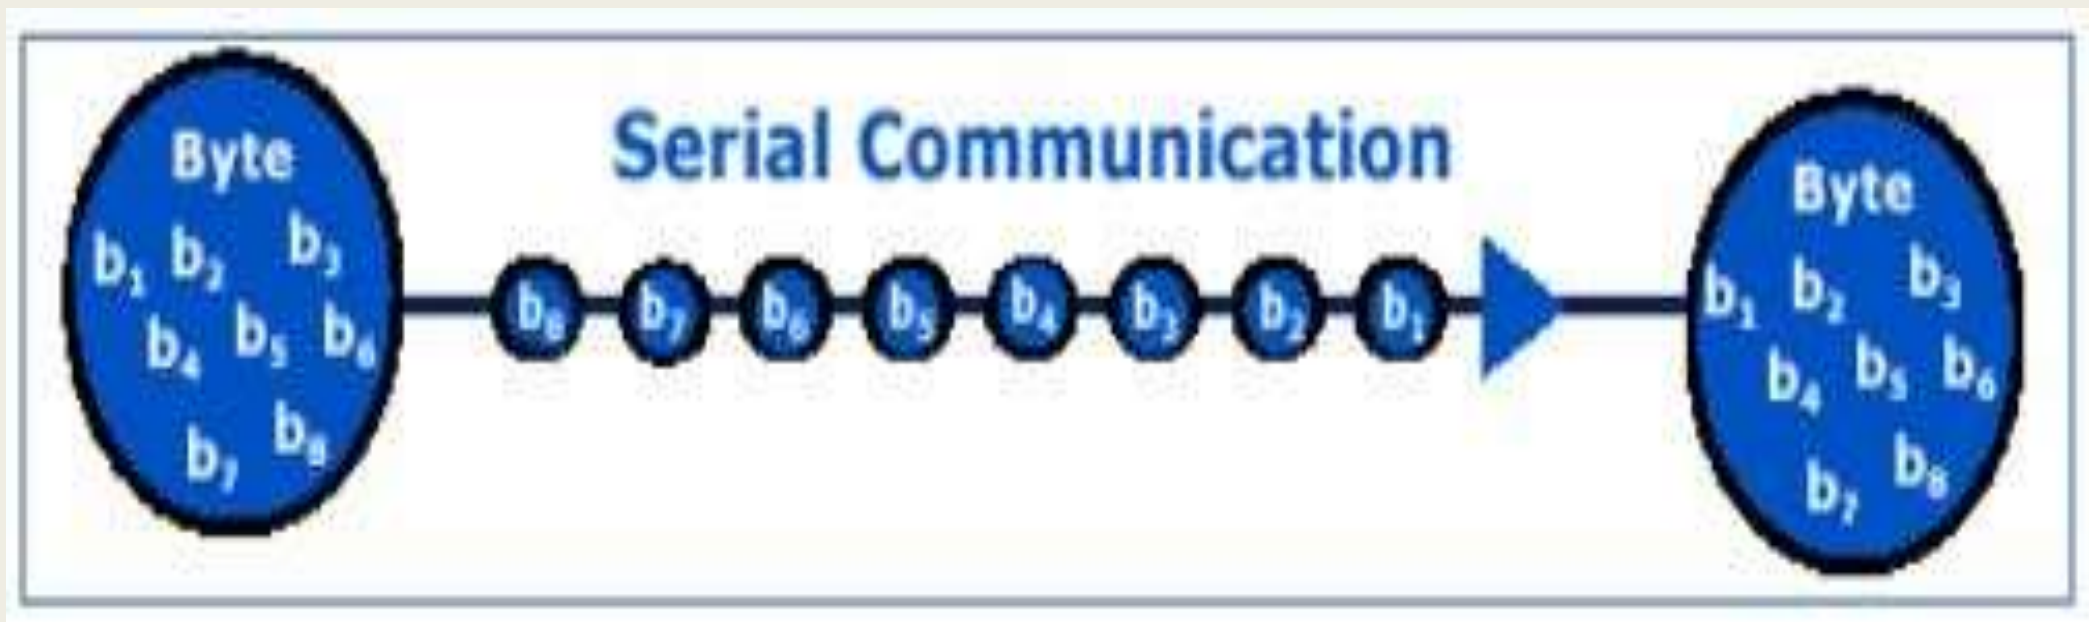 Serial Communication
Byte
b₁ b₂ b₃
b₄ b₅ b₆
b₇ b₈
b₈ b₇ b₆ b₅ b₄ b₃ b₂ b₁
Byte
b₁ b₂ b₃
b₄ b₅ b₆
b₇ b₈